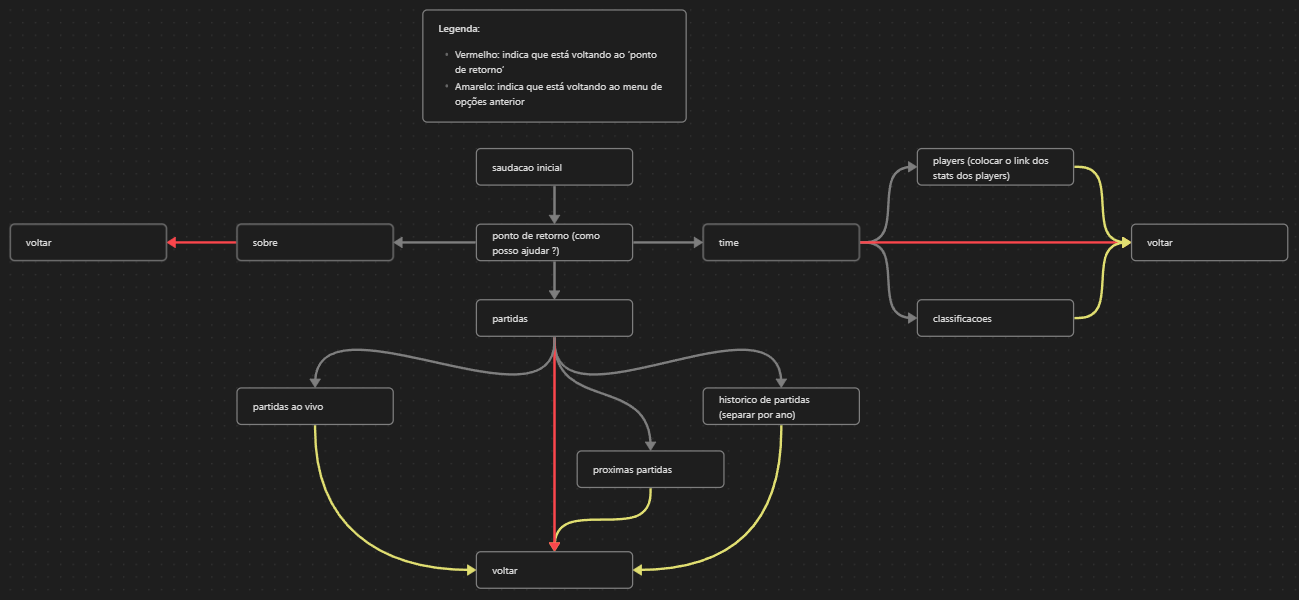 Legenda:
• Vermelho: indica que está voltando ao 'ponto
de retorno'
• Amarelo: indica que está voltando ao menu de
opções anterior
saudacao inicial
players (colocar o link dos
stats dos players)
voltar
sobre
ponto de retorno (como
posso ajudar ?)
time
voltar
partidas
classificacoes
partidas ao vivo
historico de partidas
(separar por ano)
proximas partidas
voltar